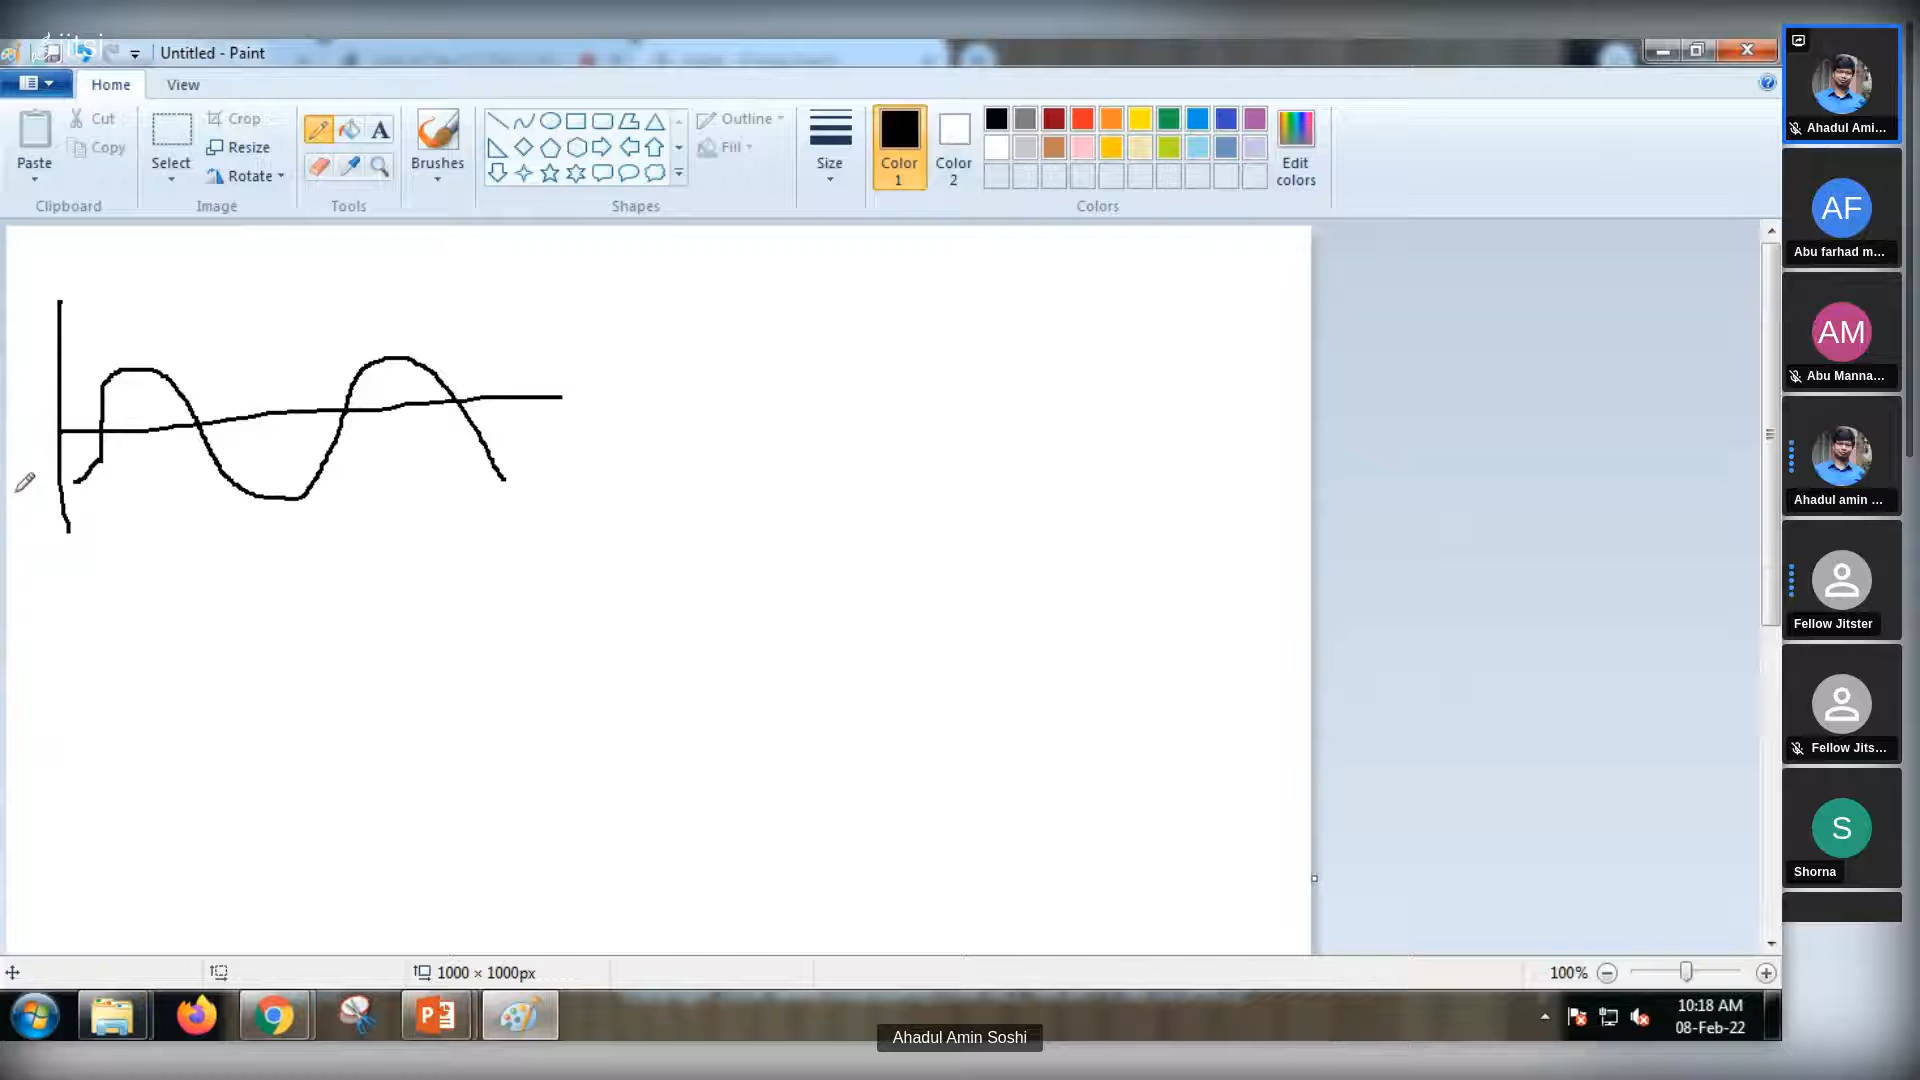 jitsi
Untitled - Paint
Home
View
Paste
Cut
Copy
Clipboard
Select
Crop
Resize
Rotate
Image
A
Tools
Brushes
Outline
Fill
Shapes
Size
Color
1
Color
2
Edit
colors
Colors
1000 × 1000px
100%
10:18 AM
08-Feb-22
Ahadul Amin Soshi
Ahadul Ami...
AF
Abu farhad m...
AM
Abu Manna...
Ahadul amin ...
Fellow Jitster
Fellow Jits...
S
Shorna